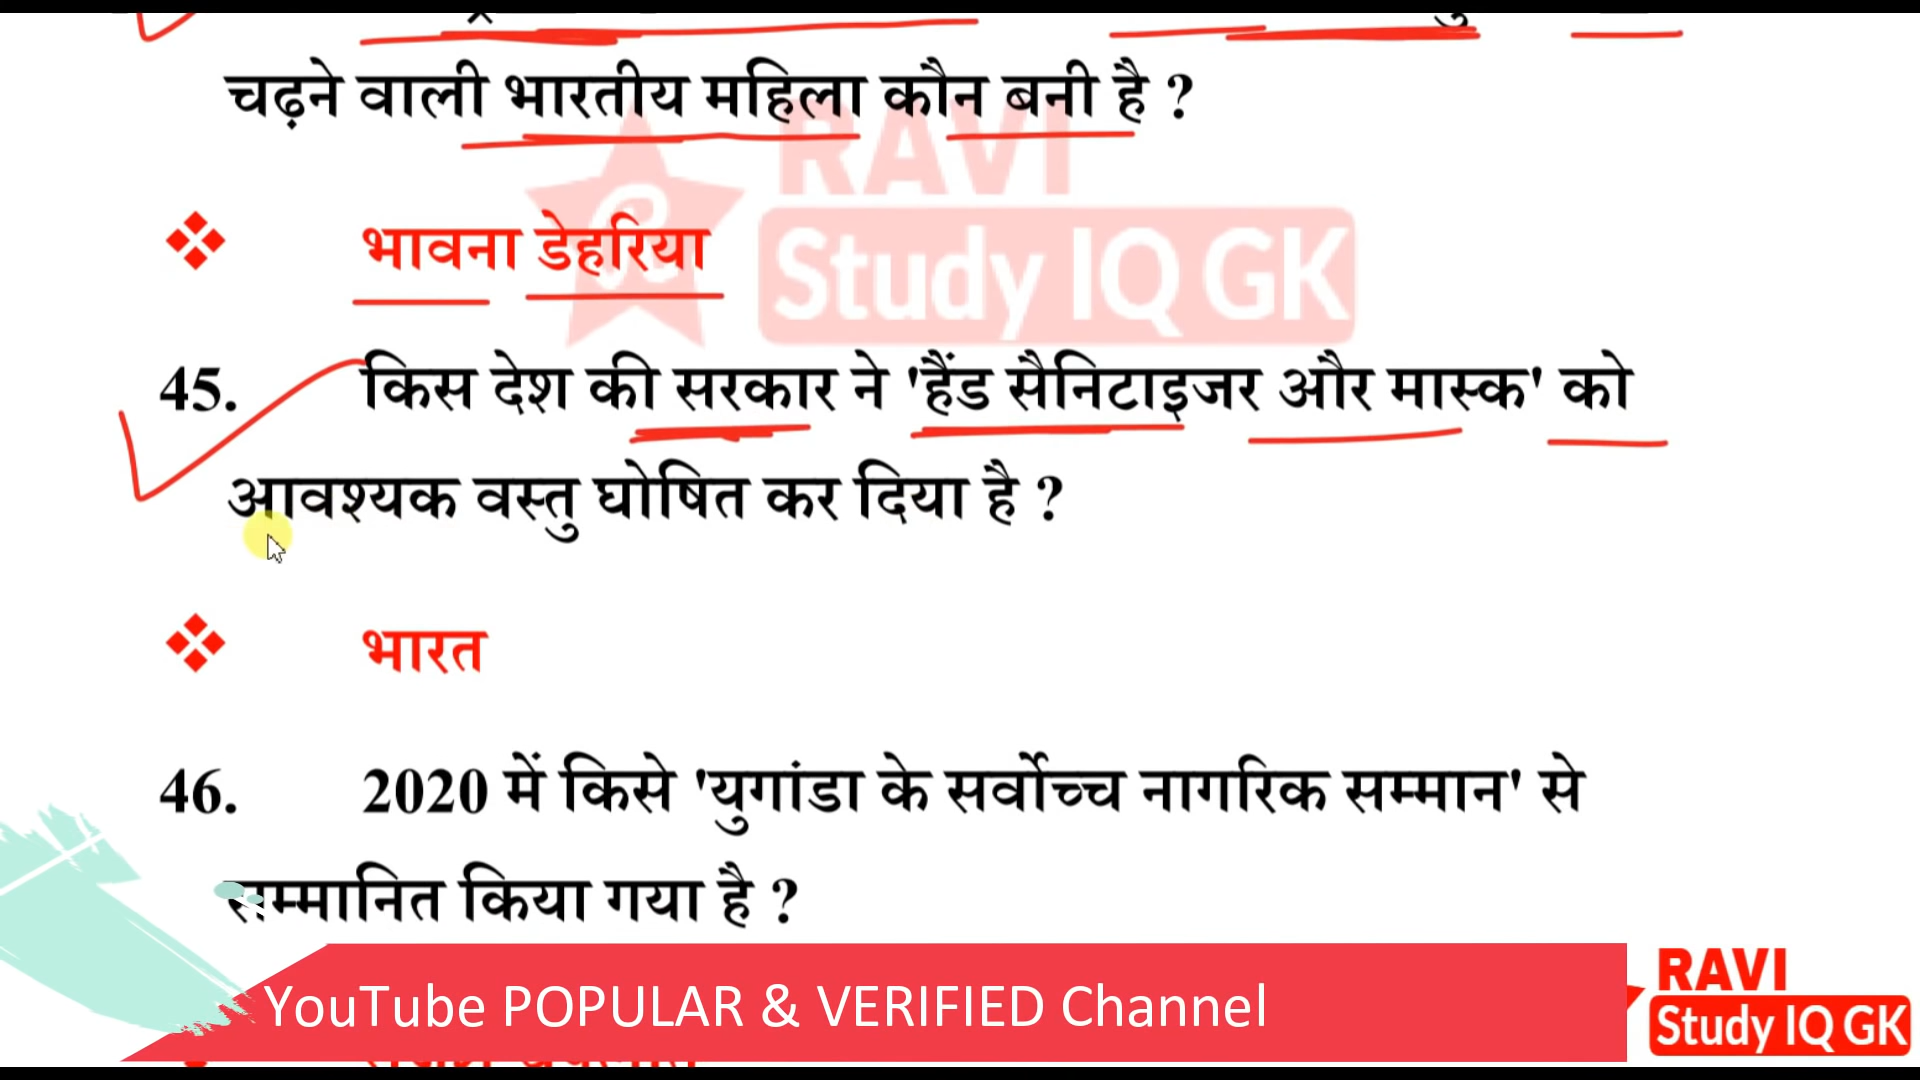 चढ़ने वाली भारतीय महिला कौन बनी है ?
RAVI
Study IQ GK
❖ भावना डेहरिया
45. किस देश की सरकार ने 'हैंड सैनिटाइजर और मास्क' को
आवश्यक वस्तु घोषित कर दिया है ?
❖ भारत
46. 2020 में किसे 'युगांडा के सर्वोच्च नागरिक सम्मान' से
सम्मानित किया गया है ?
YouTube POPULAR & VERIFIED Channel
RAVI
Study IQ GK